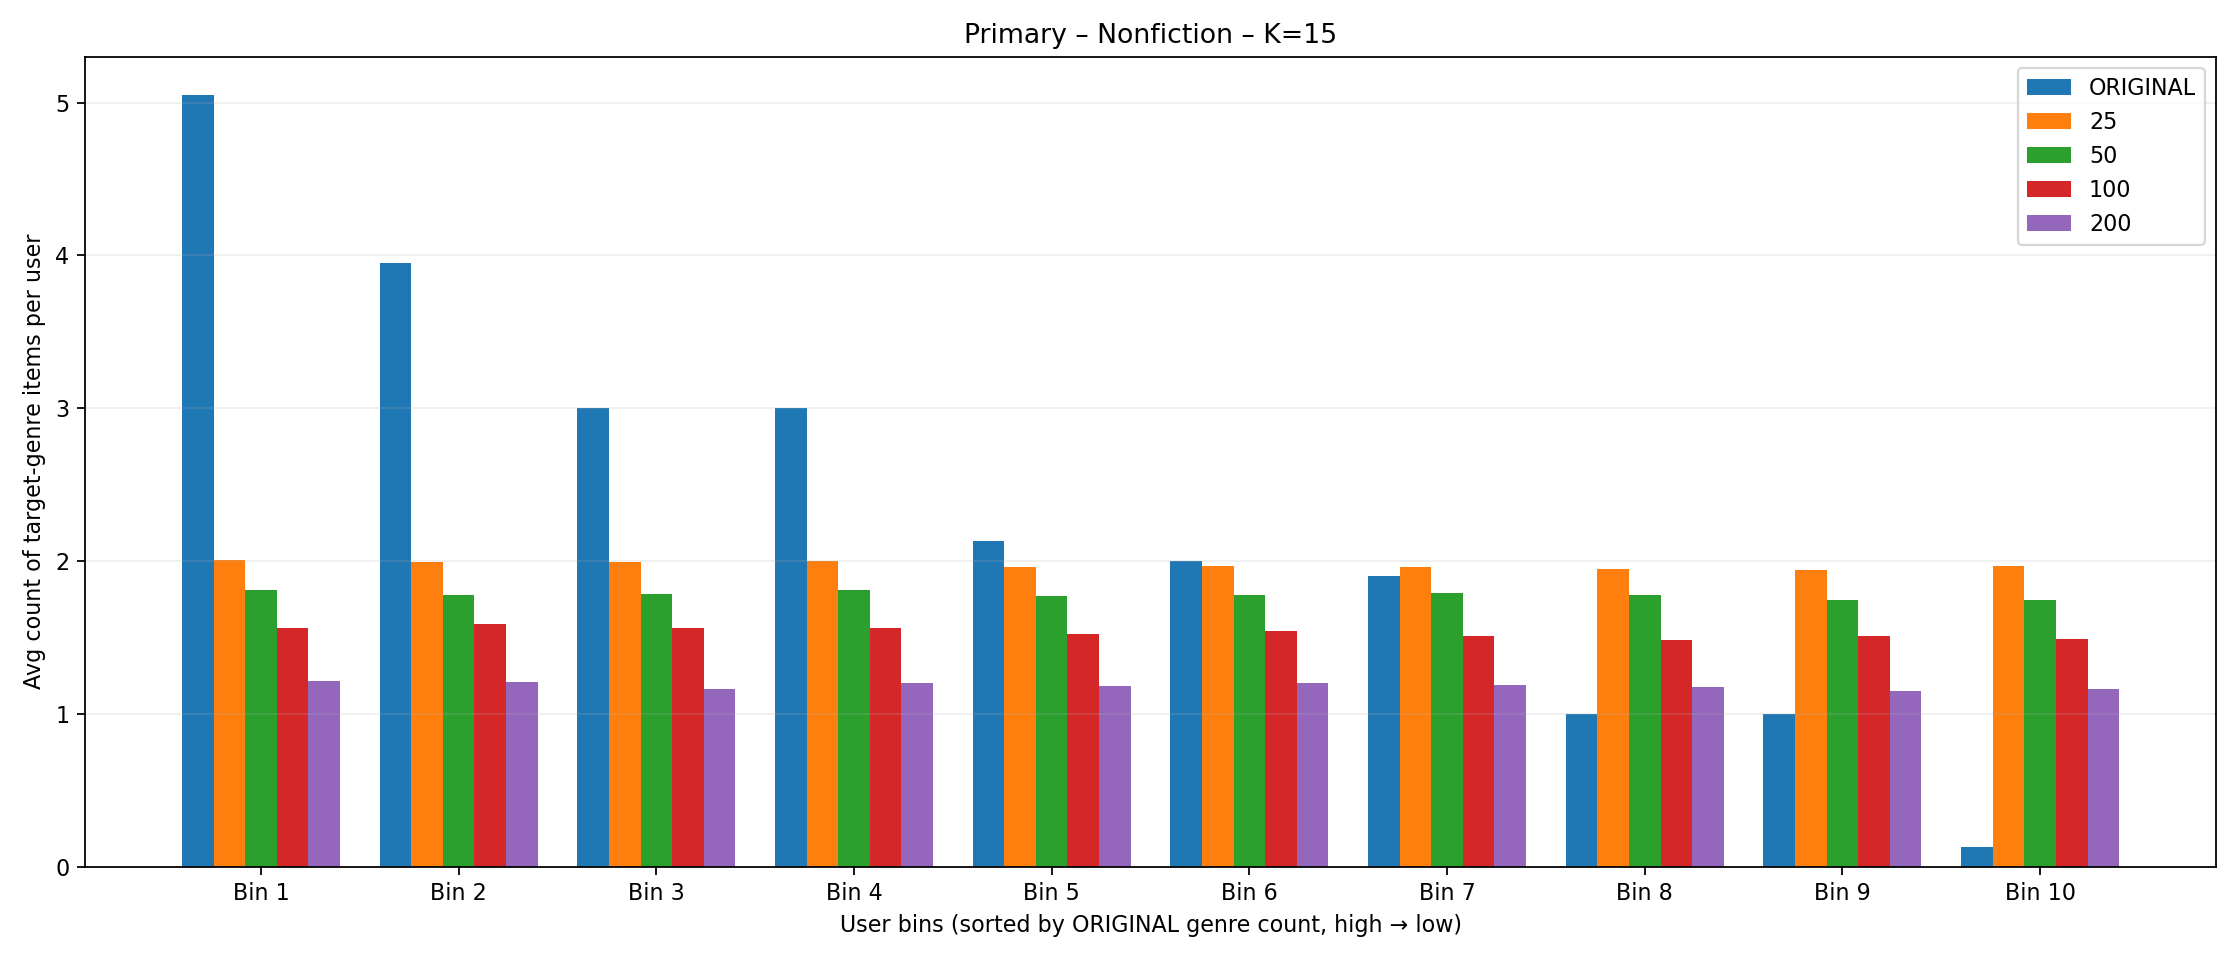 Primary – Nonfiction – K=15
Avg count of target-genre items per user
5
4
3
2
1
0
ORIGINAL
25
50
100
200
Bin 1
Bin 2
Bin 3
Bin 4
Bin 5
Bin 6
Bin 7
Bin 8
Bin 9
Bin 10
User bins (sorted by ORIGINAL genre count, high → low)